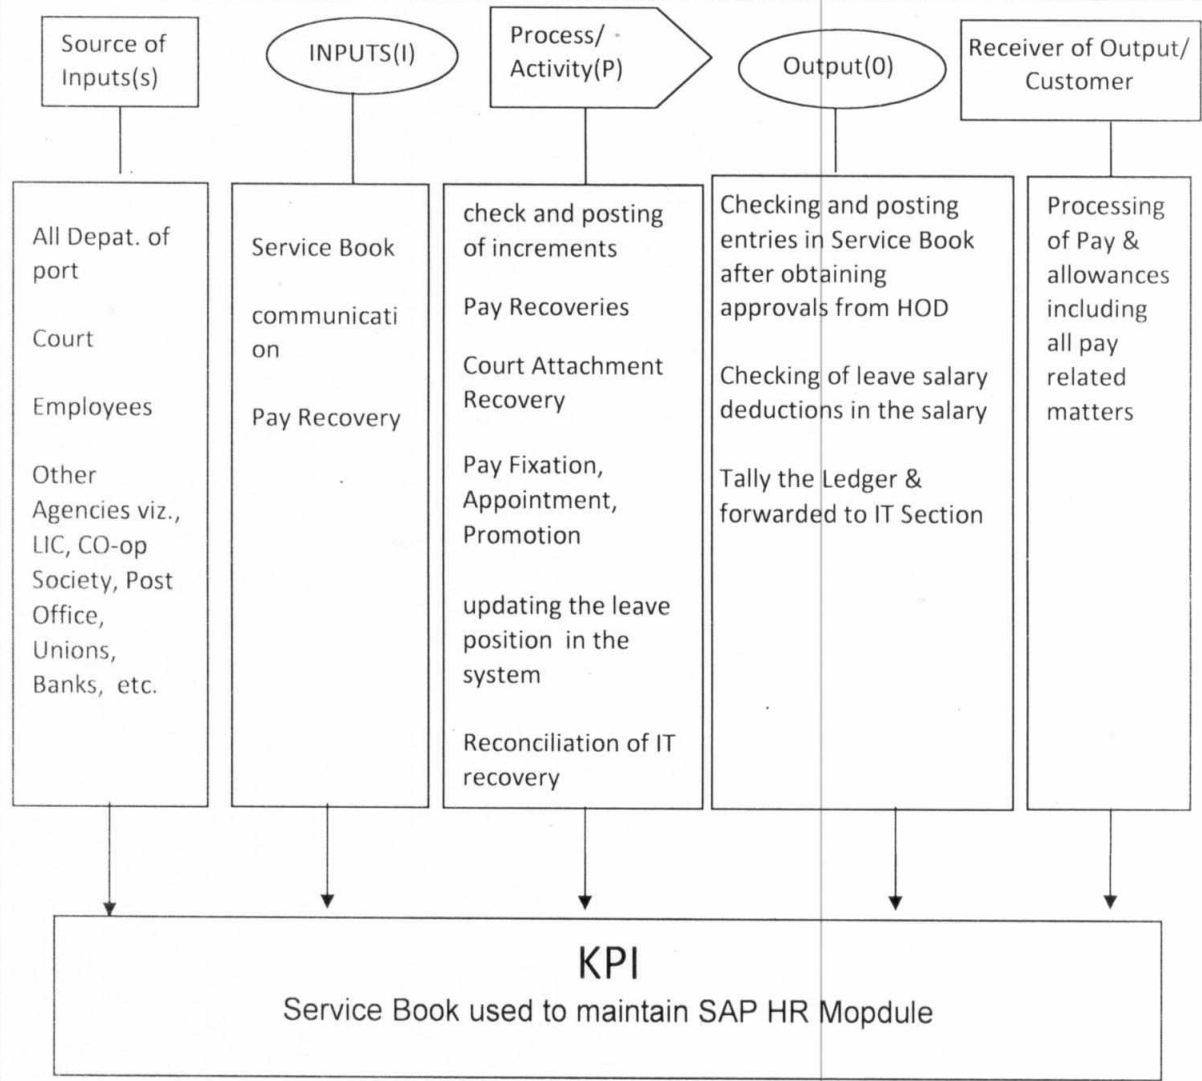 Source of
Inputs(s)
INPUTS(I)
Process/
Activity(P)
Output(0)
Receiver of Output/
Customer
All Depat. of
port
Court
Employees
Other
Agencies viz.,
LIC, CO-op
Society, Post
Office,
Unions,
Banks, etc.
Service Book
communicati
on
Pay Recovery
check and posting
of increments
Pay Recoveries
Court Attachment
Recovery
Pay Fixation,
Appointment,
Promotion
updating the leave
position in the
system
Reconciliation of IT
recovery
Checking and posting
entries in Service Book
after obtaining
approvals from HOD
Checking of leave salary
deductions in the salary
Tally the Ledger &
forwarded to IT Section
Processing
of Pay &
allowances
including
all pay
related
matters
KPI
Service Book used to maintain SAP HR Mopdule